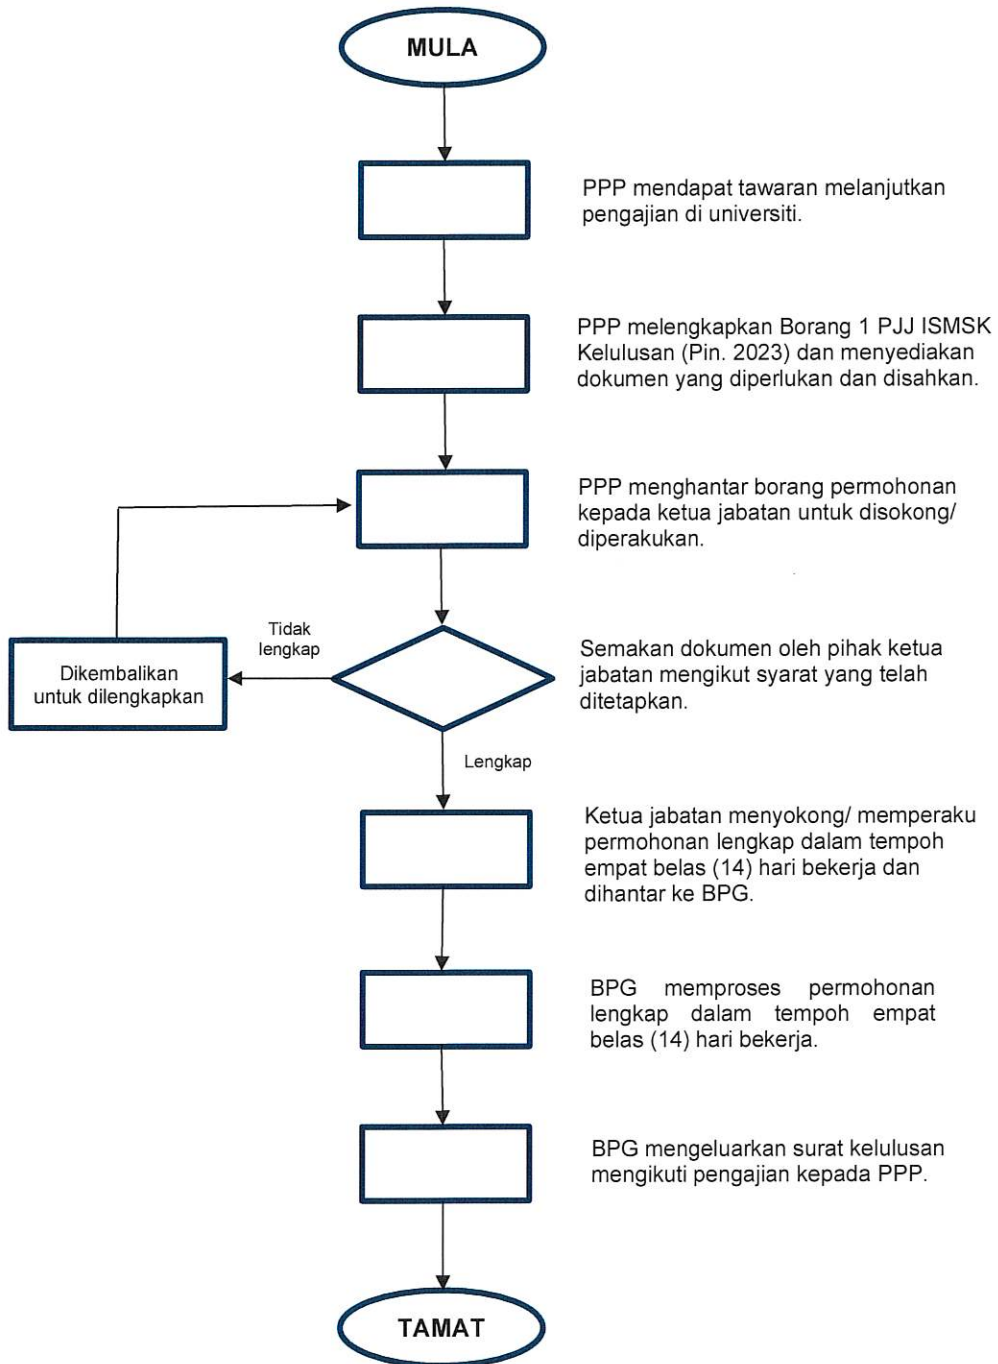 MULA
PPP mendapat tawaran melanjutkan
pengajian di universiti.
PPP melengkapkan Borang 1 PJJ ISMSK
Kelulusan (Pin. 2023) dan menyediakan
dokumen yang diperlukan dan disahkan.
PPP menghantar borang permohonan
kepada ketua jabatan untuk disokong/
diperakukan.
Tidak
lengkap
Dikembalikan
untuk dilengkapkan
Semakan dokumen oleh pihak ketua
jabatan mengikut syarat yang telah
ditetapkan.
Lengkap
Ketua jabatan menyokong/ memperaku
permohonan lengkap dalam tempoh
empat belas (14) hari bekerja dan
dihantar ke BPG.
BPG memproses permohonan
lengkap dalam tempoh empat
belas (14) hari bekerja.
BPG mengeluarkan surat kelulusan
mengikuti pengajian kepada PPP.
TAMAT